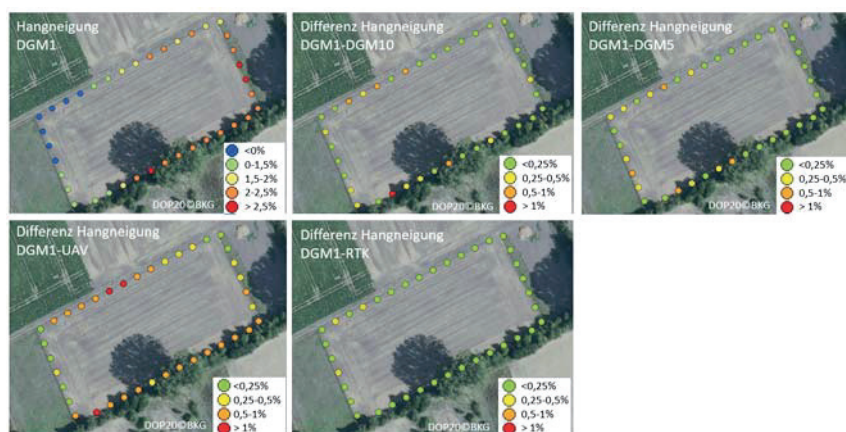 Hangneigung
DGM1
<0%
0-1,5%
1,5-2%
2-2,5%
> 2,5%
DOP20©BKG
Differenz Hangneigung
DGM1-DGM10
<0,25%
0,25-0,5%
0,5-1%
> 1%
DOP20©BKG
Differenz Hangneigung
DGM1-DGM5
<0,25%
0,25-0,5%
0,5-1%
> 1%
DOP20©BKG
Differenz Hangneigung
DGM1-UAV
<0,25%
0,25-0,5%
0,5-1%
> 1%
DOP20©BKG
Differenz Hangneigung
DGM1-RTK
<0,25%
0,25-0,5%
0,5-1%
> 1%
DOP20©BKG